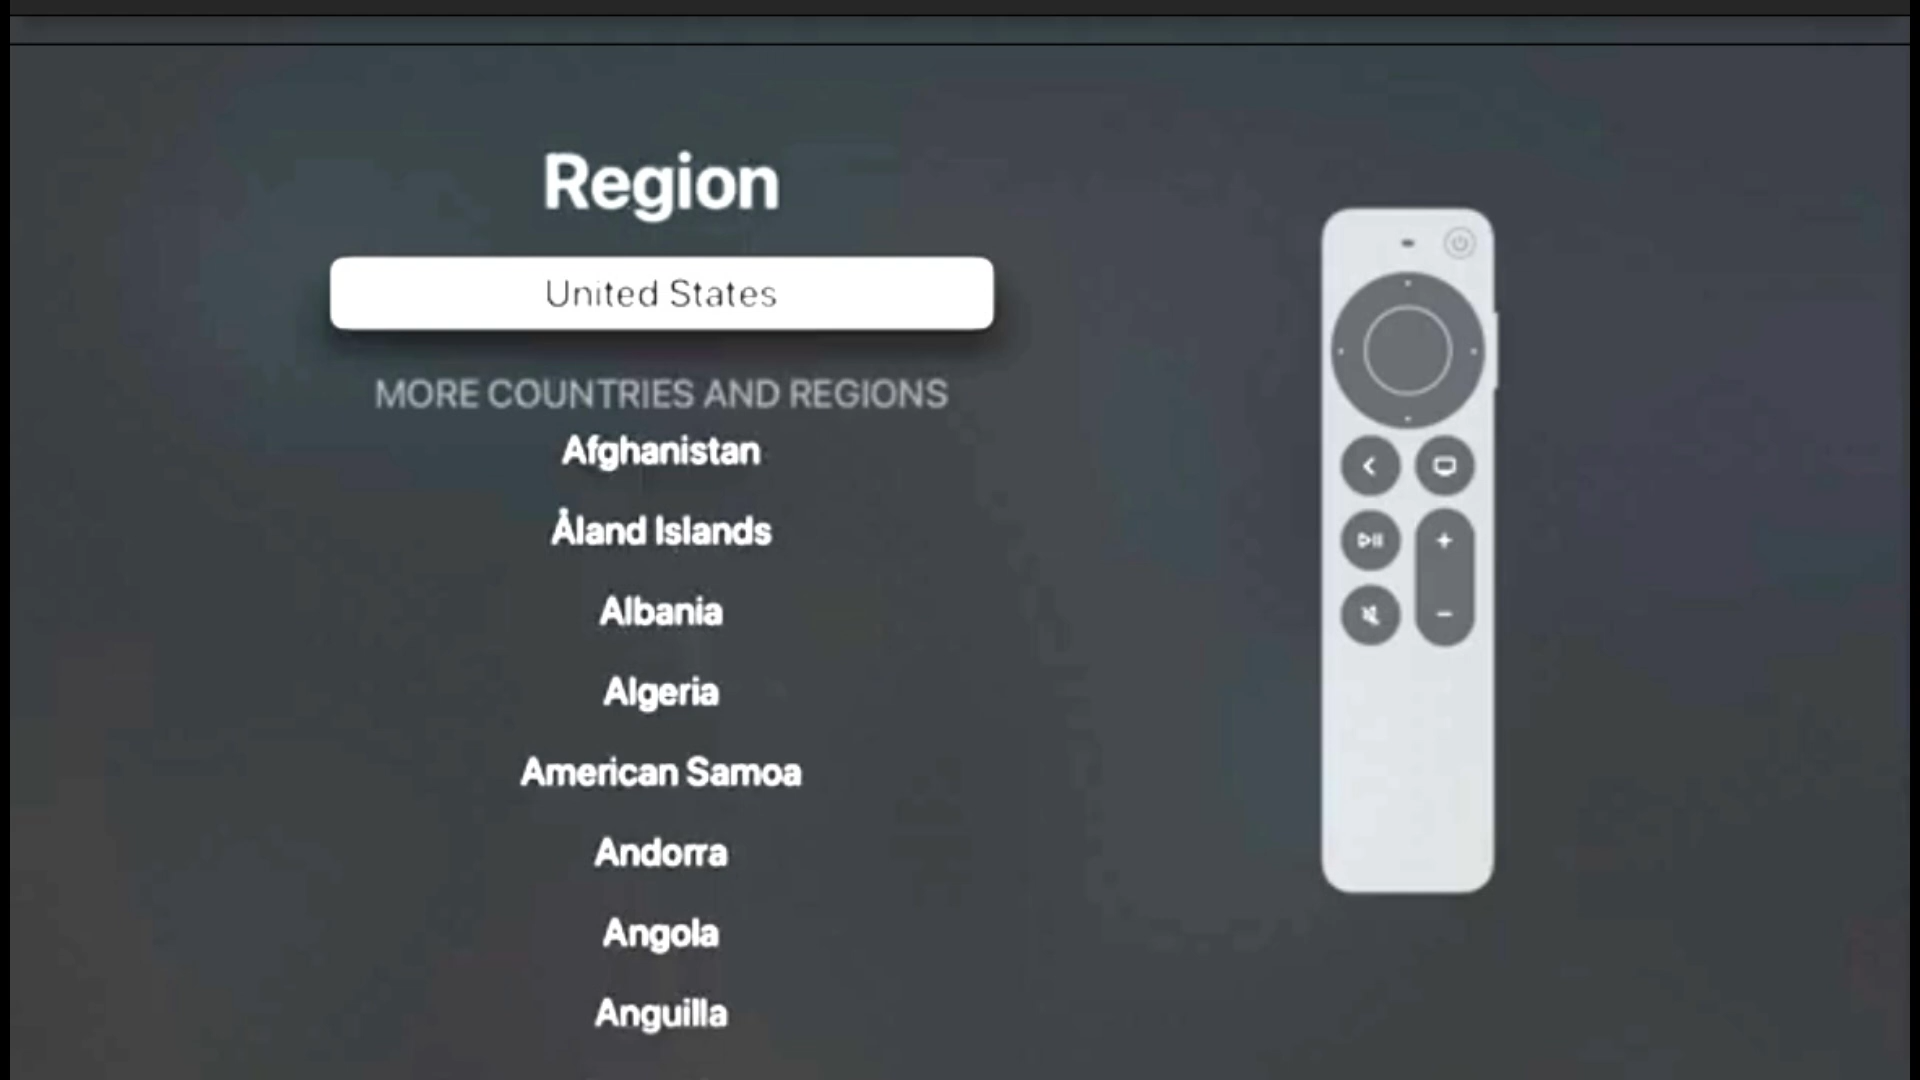 Region
United States
MORE COUNTRIES AND REGIONS
Afghanistan
Åland Islands
Albania
Algeria
American Samoa
Andorra
Angola
Anguilla